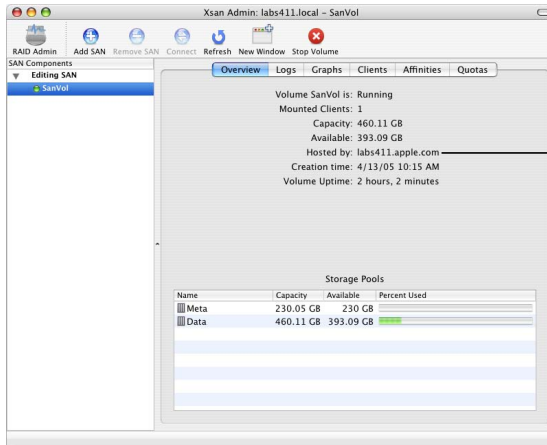 Xsan Admin: labs411.local – SanVol
RAID Admin Add SAN Remove SAN Connect Refresh New Window Stop Volume
SAN Components
Editing SAN
SanVol
Overview Logs Graphs Clients Affinities Quotas
Volume SanVol is: Running
Mounted Clients: 1
Capacity: 460.11 GB
Available: 393.09 GB
Hosted by: labs411.apple.com
Creation time: 4/13/05 10:15 AM
Volume Uptime: 2 hours, 2 minutes
Storage Pools
Name Capacity Available Percent Used
Meta 230.05 GB 230 GB
Data 460.11 GB 393.09 GB